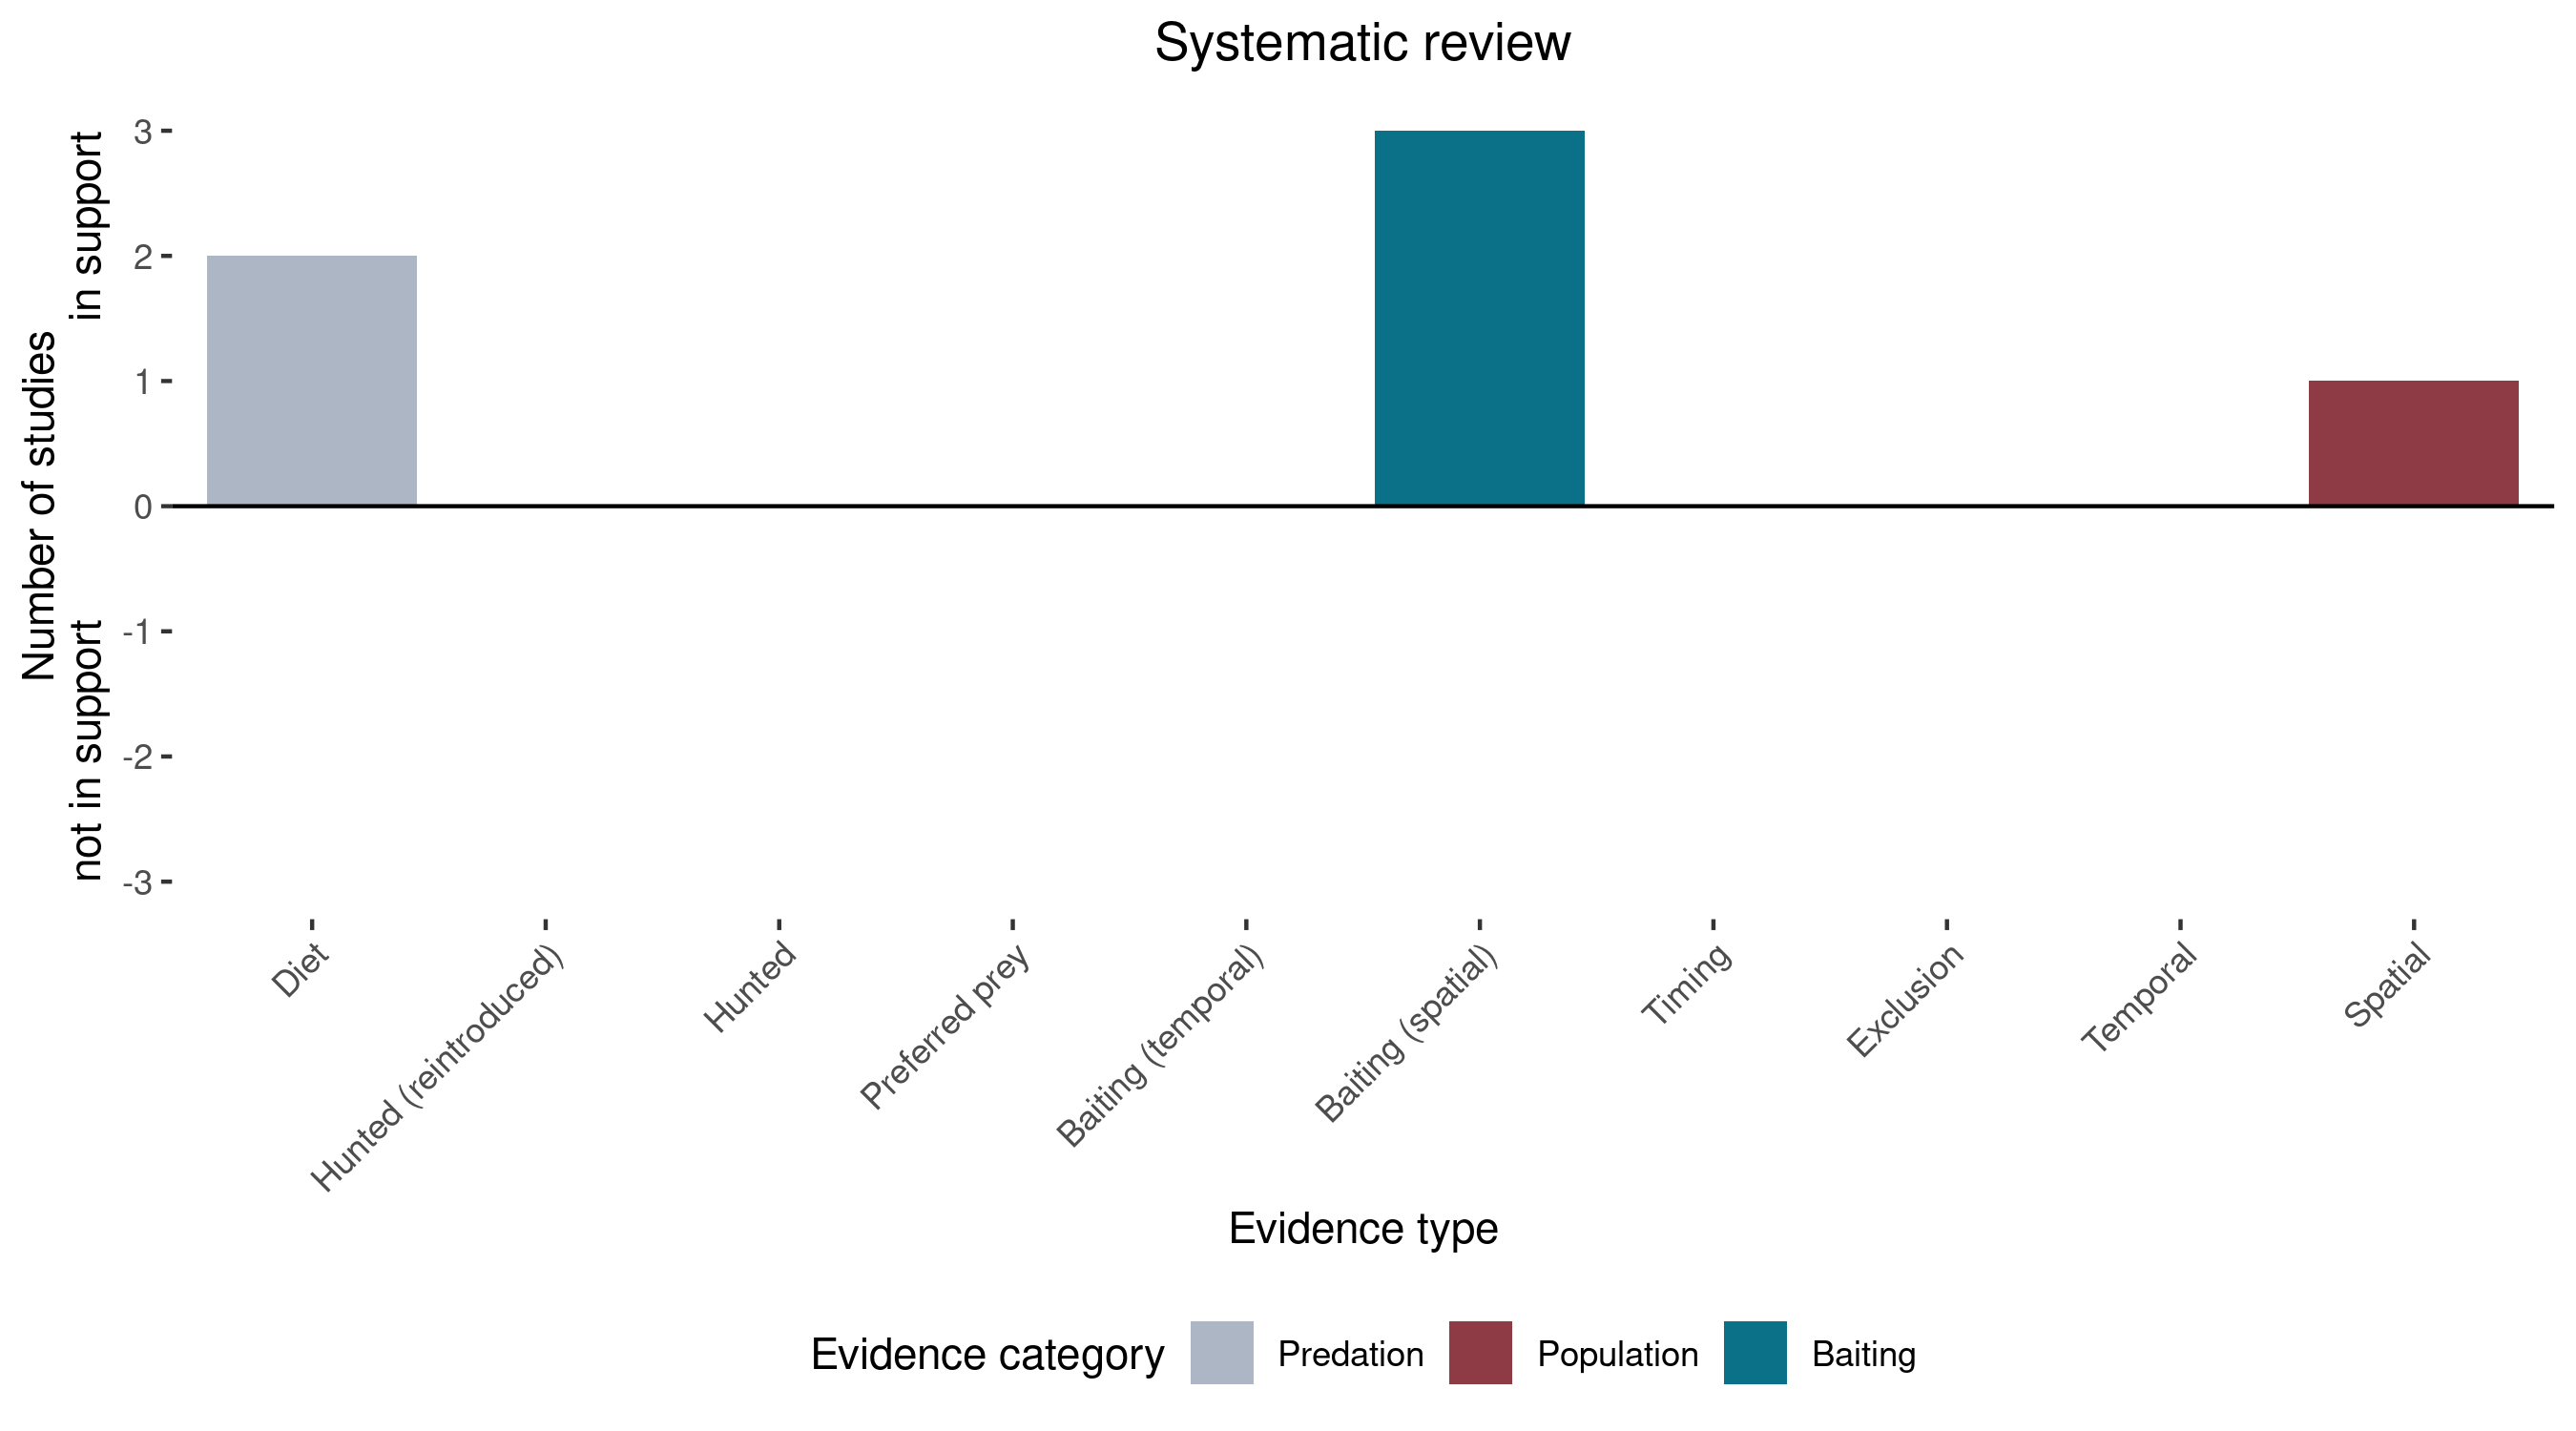 Systematic review
Number of studies
not in support in support
3
2
1
0
-1
-2
-3
Diet
Hunted (reintroduced)
Hunted
Preferred prey
Baiting (temporal)
Baiting (spatial)
Timing
Exclusion
Temporal
Spatial
Evidence type
Evidence category Predation Population Baiting